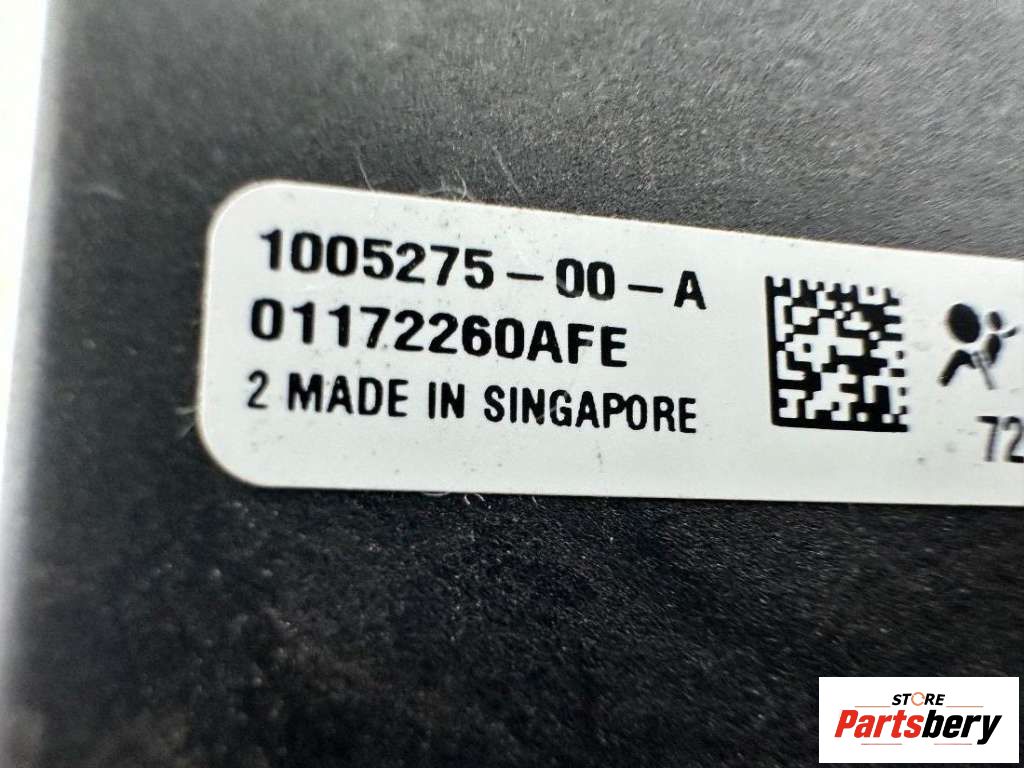 1005275-00-A
01172260AFE
2 MADE IN SINGAPORE
72
STORE
Partsbery